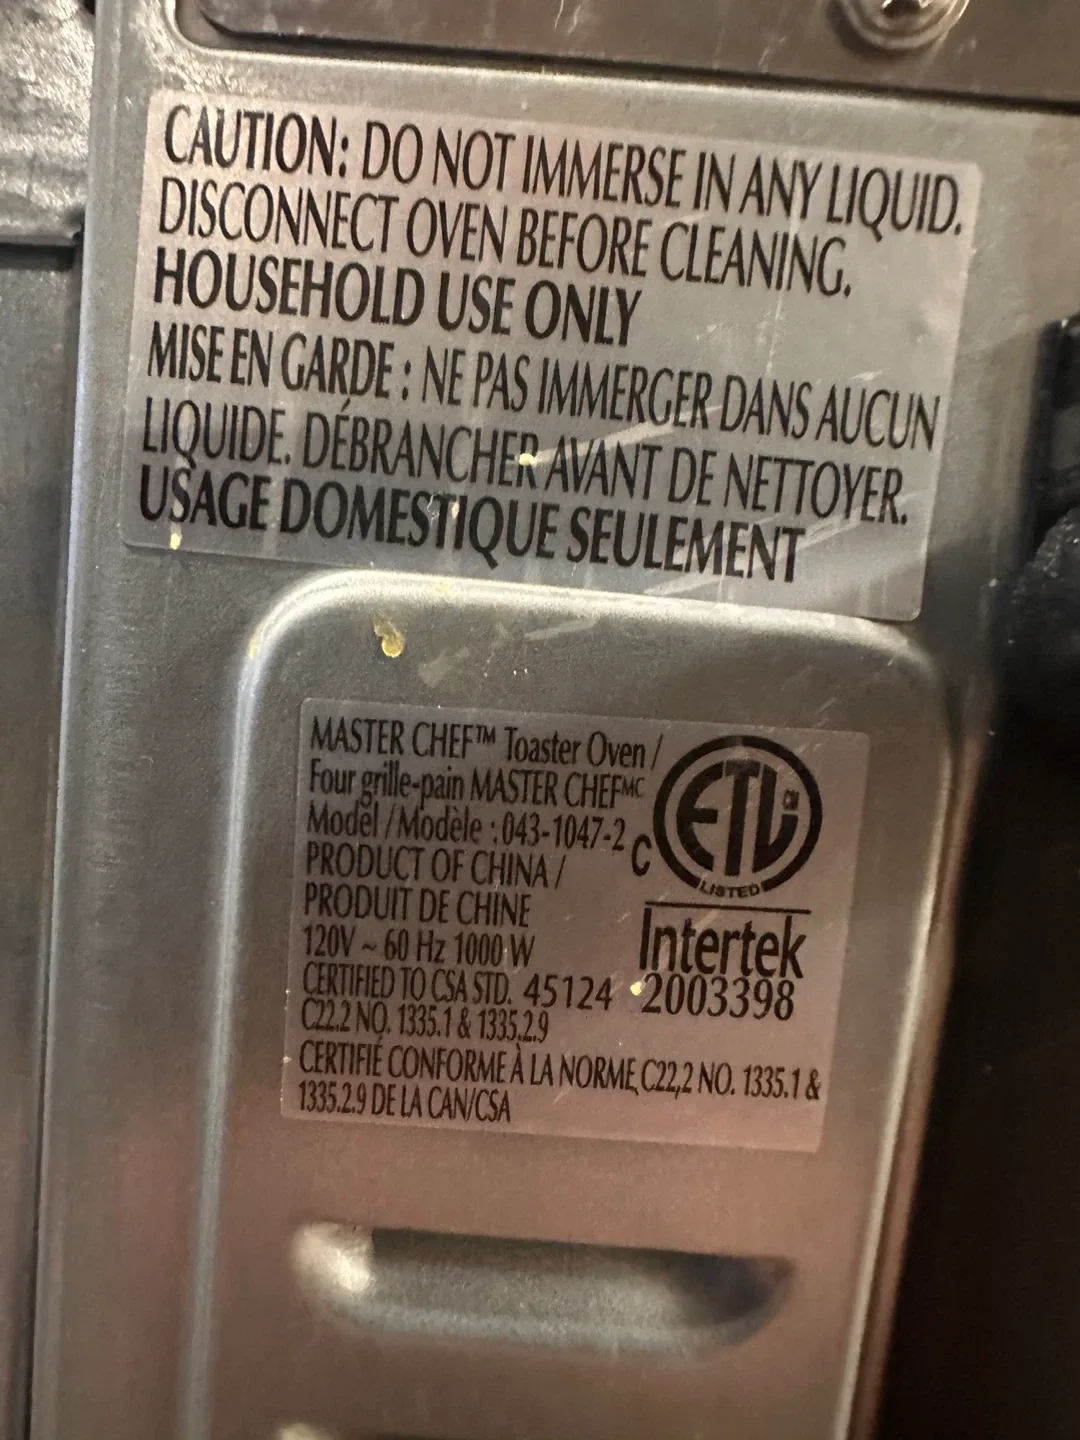 CAUTION: DO NOT IMMERSE IN ANY LIQUID.
DISCONNECT OVEN BEFORE CLEANING.
HOUSEHOLD USE ONLY
MISE EN GARDE : NE PAS IMMERGER DANS AUCUN
LIQUIDE. DÉBRANCHER AVANT DE NETTOYER.
USAGE DOMESTIQUE SEULEMENT
MASTER CHEF™ Toaster Oven /
Four grille-pain MASTER CHEFᴹᶜ
Model / Modèle : 043-1047-2
PRODUCT OF CHINA /
PRODUIT DE CHINE
120V ~ 60 Hz 1000 W
CERTIFIED TO CSA STD. 45124
C22.2 NO. 1335.1 & 1335.2.9
CERTIFIÉ CONFORME À LA NORME C22,2 NO. 1335.1 &
1335.2.9 DE LA CAN/CSA
C
ETL CM
LISTED
Intertek
2003398